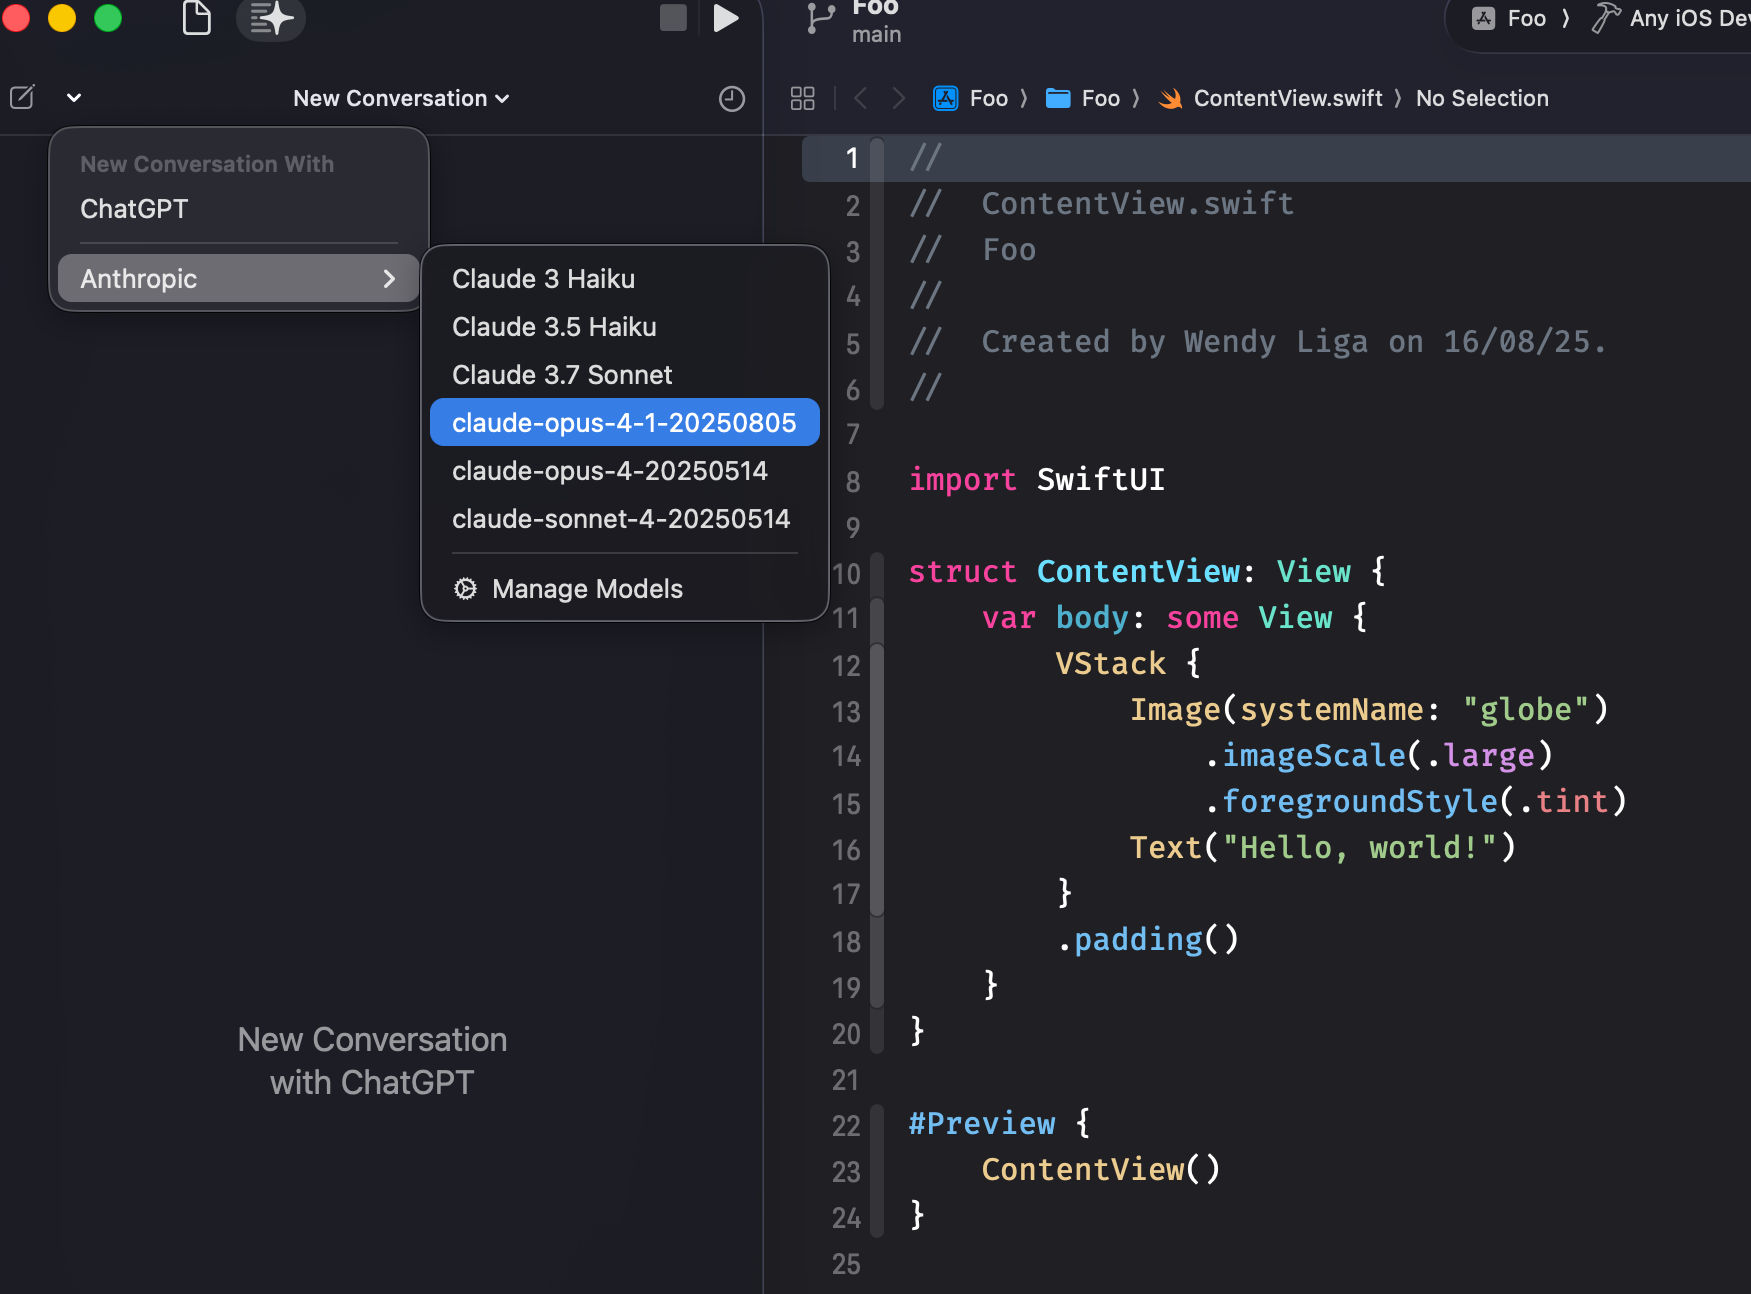 Foo
main
Foo
Any iOS Dev
New Conversation
Foo
Foo
ContentView.swift
No Selection
New Conversation With
ChatGPT
Anthropic
Claude 3 Haiku
Claude 3.5 Haiku
Claude 3.7 Sonnet
claude-opus-4-1-20250805
claude-opus-4-20250514
claude-sonnet-4-20250514
Manage Models
New Conversation
with ChatGPT
1 //
2 //  ContentView.swift
3 //  Foo
4 //
5 //  Created by Wendy Liga on 16/08/25.
6 //
7
8 import SwiftUI
9
10 struct ContentView: View {
11     var body: some View {
12         VStack {
13             Image(systemName: "globe")
14                 .imageScale(.large)
15                 .foregroundStyle(.tint)
16             Text("Hello, world!")
17         }
18         .padding()
19     }
20 }
21
22 #Preview {
23     ContentView()
24 }
25